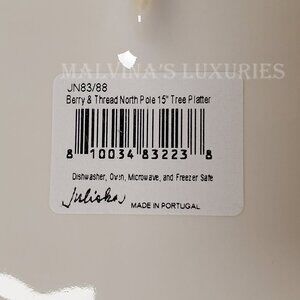 MALVINA'S LUXURIES
JN83/88
Berry & Thread North Pole 15" Tree Platter
8 10034 83223 8
Dishwasher, Oven, Microwave, and Freezer Safe
Juliska MADE IN PORTUGAL